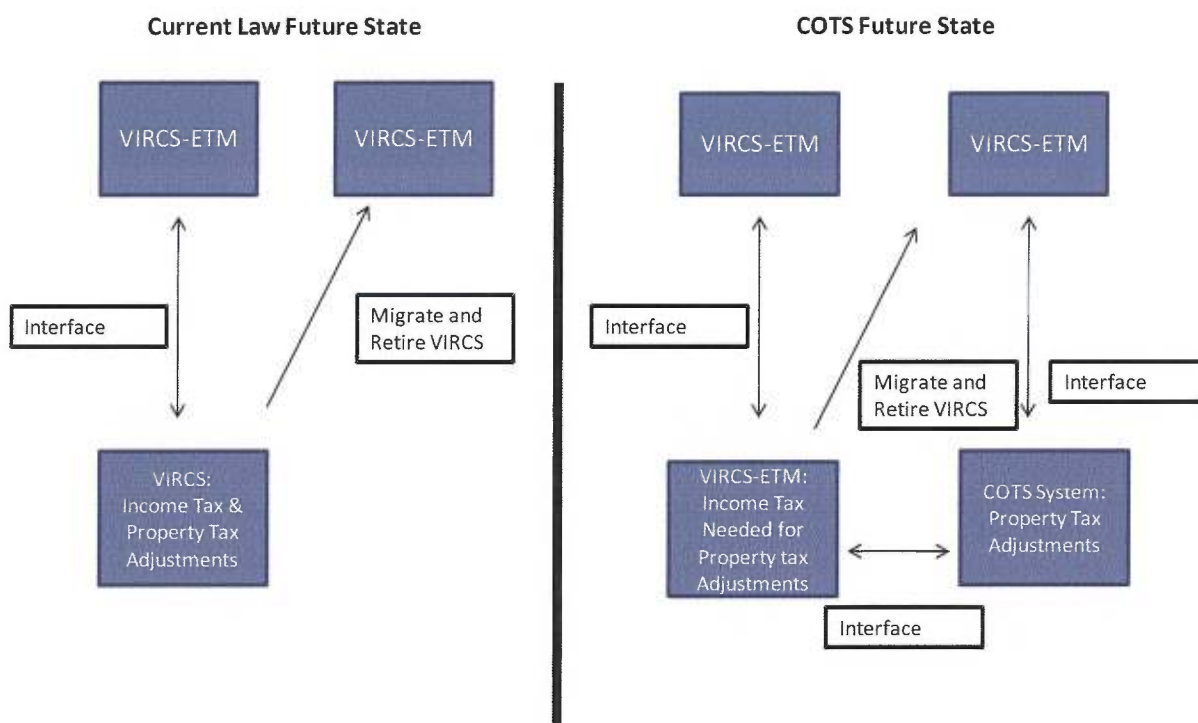 Current Law Future State
VIRCS-ETM
VIRCS-ETM
Interface
Migrate and
Retire VIRCS
VIRCS:
Income Tax &
Property Tax
Adjustments
COTS Future State
VIRCS-ETM
VIRCS-ETM
Interface
Migrate and
Retire VIRCS
Interface
VIRCS-ETM:
Income Tax
Needed for
Property tax
Adjustments
COTS System:
Property Tax
Adjustments
Interface